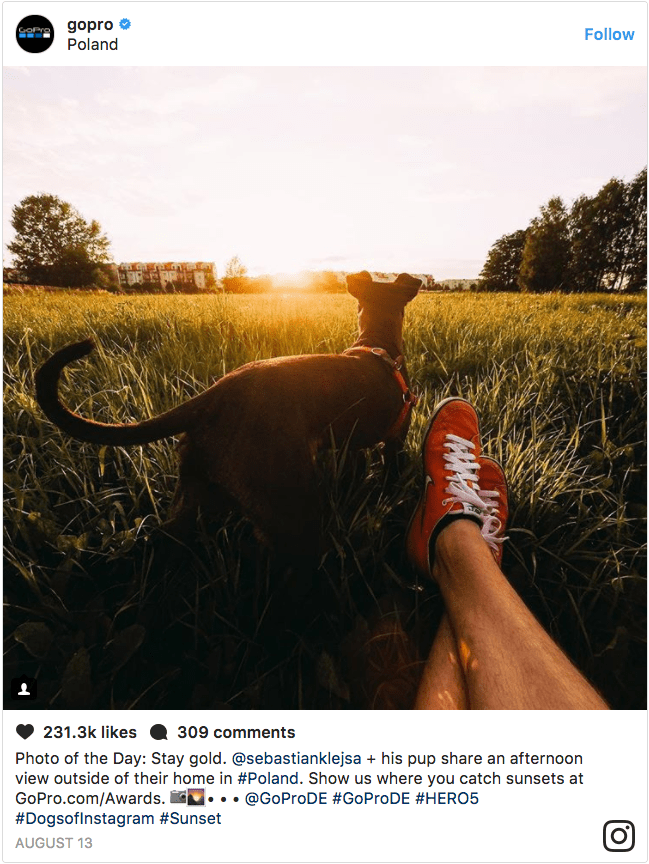 GoPro
gopro
Poland
Follow
231.3k likes 309 comments
Photo of the Day: Stay gold. @sebastianklejsa + his pup share an afternoon
view outside of their home in #Poland. Show us where you catch sunsets at
GoPro.com/Awards. 📷🌄• • • @GoProDE #GoProDE #HERO5
#DogsofInstagram #Sunset
AUGUST 13